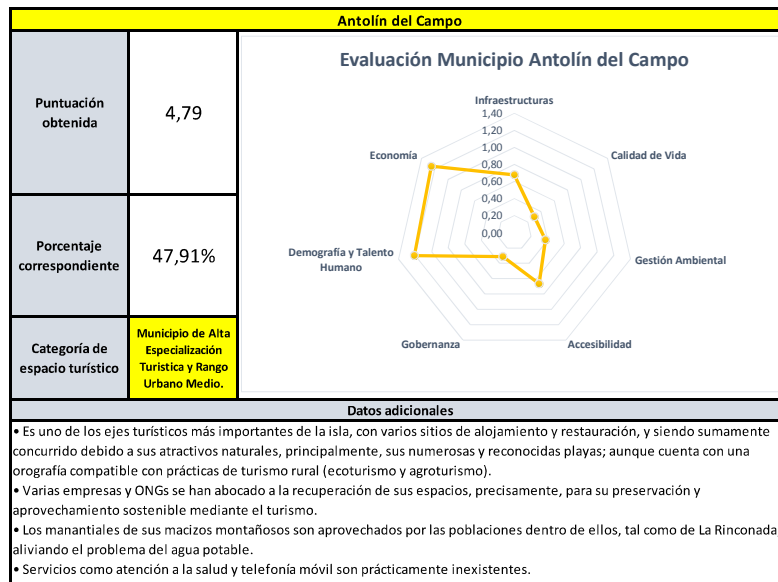 Antolín del Campo
Puntuación
obtenida
4,79
Evaluación Municipio Antolín del Campo
Infraestructuras
1,40
1,20
1,00
0,80
0,60
0,40
0,20
0,00
Calidad de Vida
Gestión Ambiental
Accesibilidad
Gobernanza
Demografía y Talento
Humano
Economía
Porcentaje
correspondiente
47,91%
Categoría de
espacio turístico
Municipio de Alta
Especialización
Turistica y Rango
Urbano Medio.
Datos adicionales
• Es uno de los ejes turísticos más importantes de la isla, con varios sitios de alojamiento y restauración, y siendo sumamente
concurrido debido a sus atractivos naturales, principalmente, sus numerosas y reconocidas playas; aunque cuenta con una
orografía compatible con prácticas de turismo rural (ecoturismo y agroturismo).
• Varias empresas y ONGs se han abocado a la recuperación de sus espacios, precisamente, para su preservación y
aprovechamiento sostenible mediante el turismo.
• Los manantiales de sus macizos montañosos son aprovechados por las poblaciones dentro de ellos, tal como de La Rinconada
aliviando el problema del agua potable.
• Servicios como atención a la salud y telefonía móvil son prácticamente inexistentes.